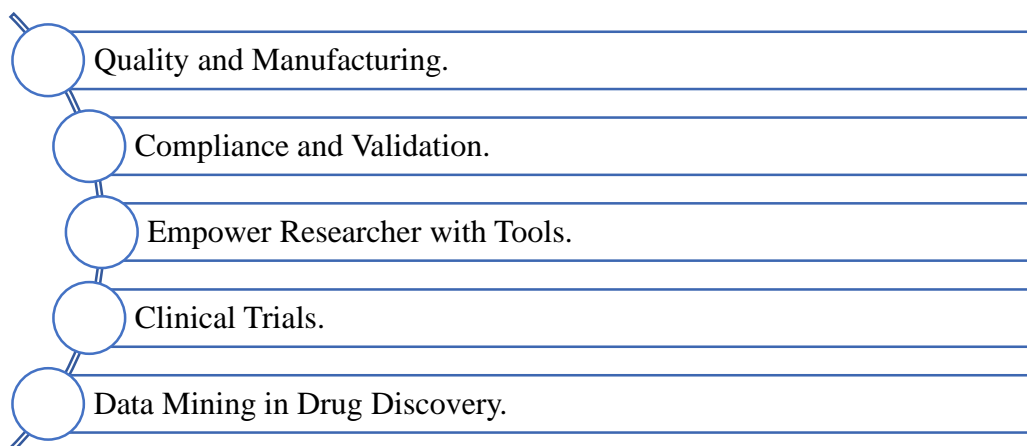 Quality and Manufacturing.
Compliance and Validation.
Empower Researcher with Tools.
Clinical Trials.
Data Mining in Drug Discovery.